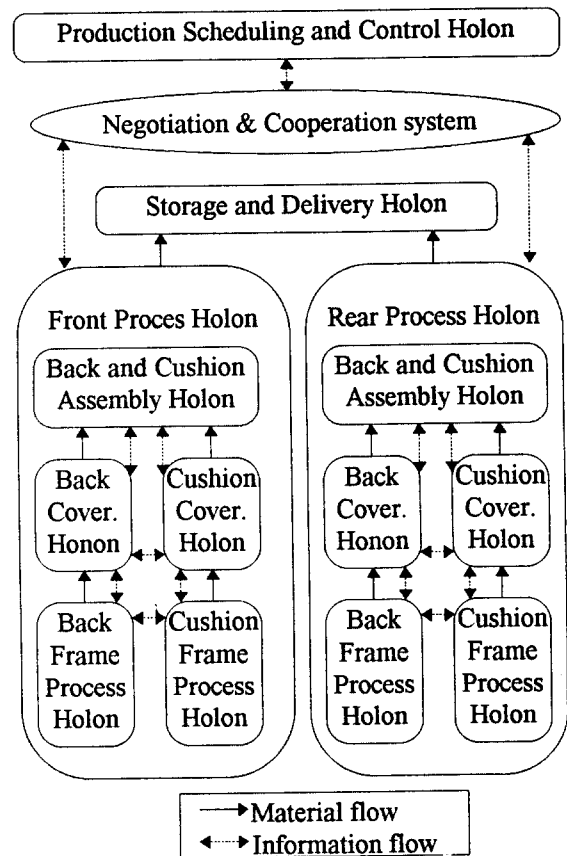 Production Scheduling and Control Holon
Negotiation & Cooperation system
Storage and Delivery Holon
Front Proces Holon
Back and Cushion
Assembly Holon
Back
Cover.
Honon
Cushion
Cover.
Holon
Back
Frame
Process
Holon
Cushion
Frame
Process
Holon
Rear Process Holon
Back and Cushion
Assembly Holon
Back
Cover.
Honon
Cushion
Cover.
Holon
Back
Frame
Process
Holon
Cushion
Frame
Process
Holon
Material flow
Information flow